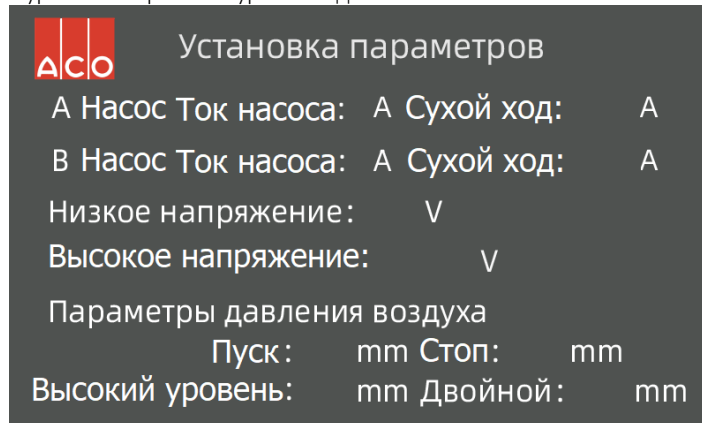 ACO
Установка параметров
A Насос Ток насоса: A Сухой ход: A
B Насос Ток насоса: A Сухой ход: A
Низкое напряжение: V
Высокое напряжение: V
Параметры давления воздуха
Пуск: mm Стоп: mm
Высокий уровень: mm Двойной: mm